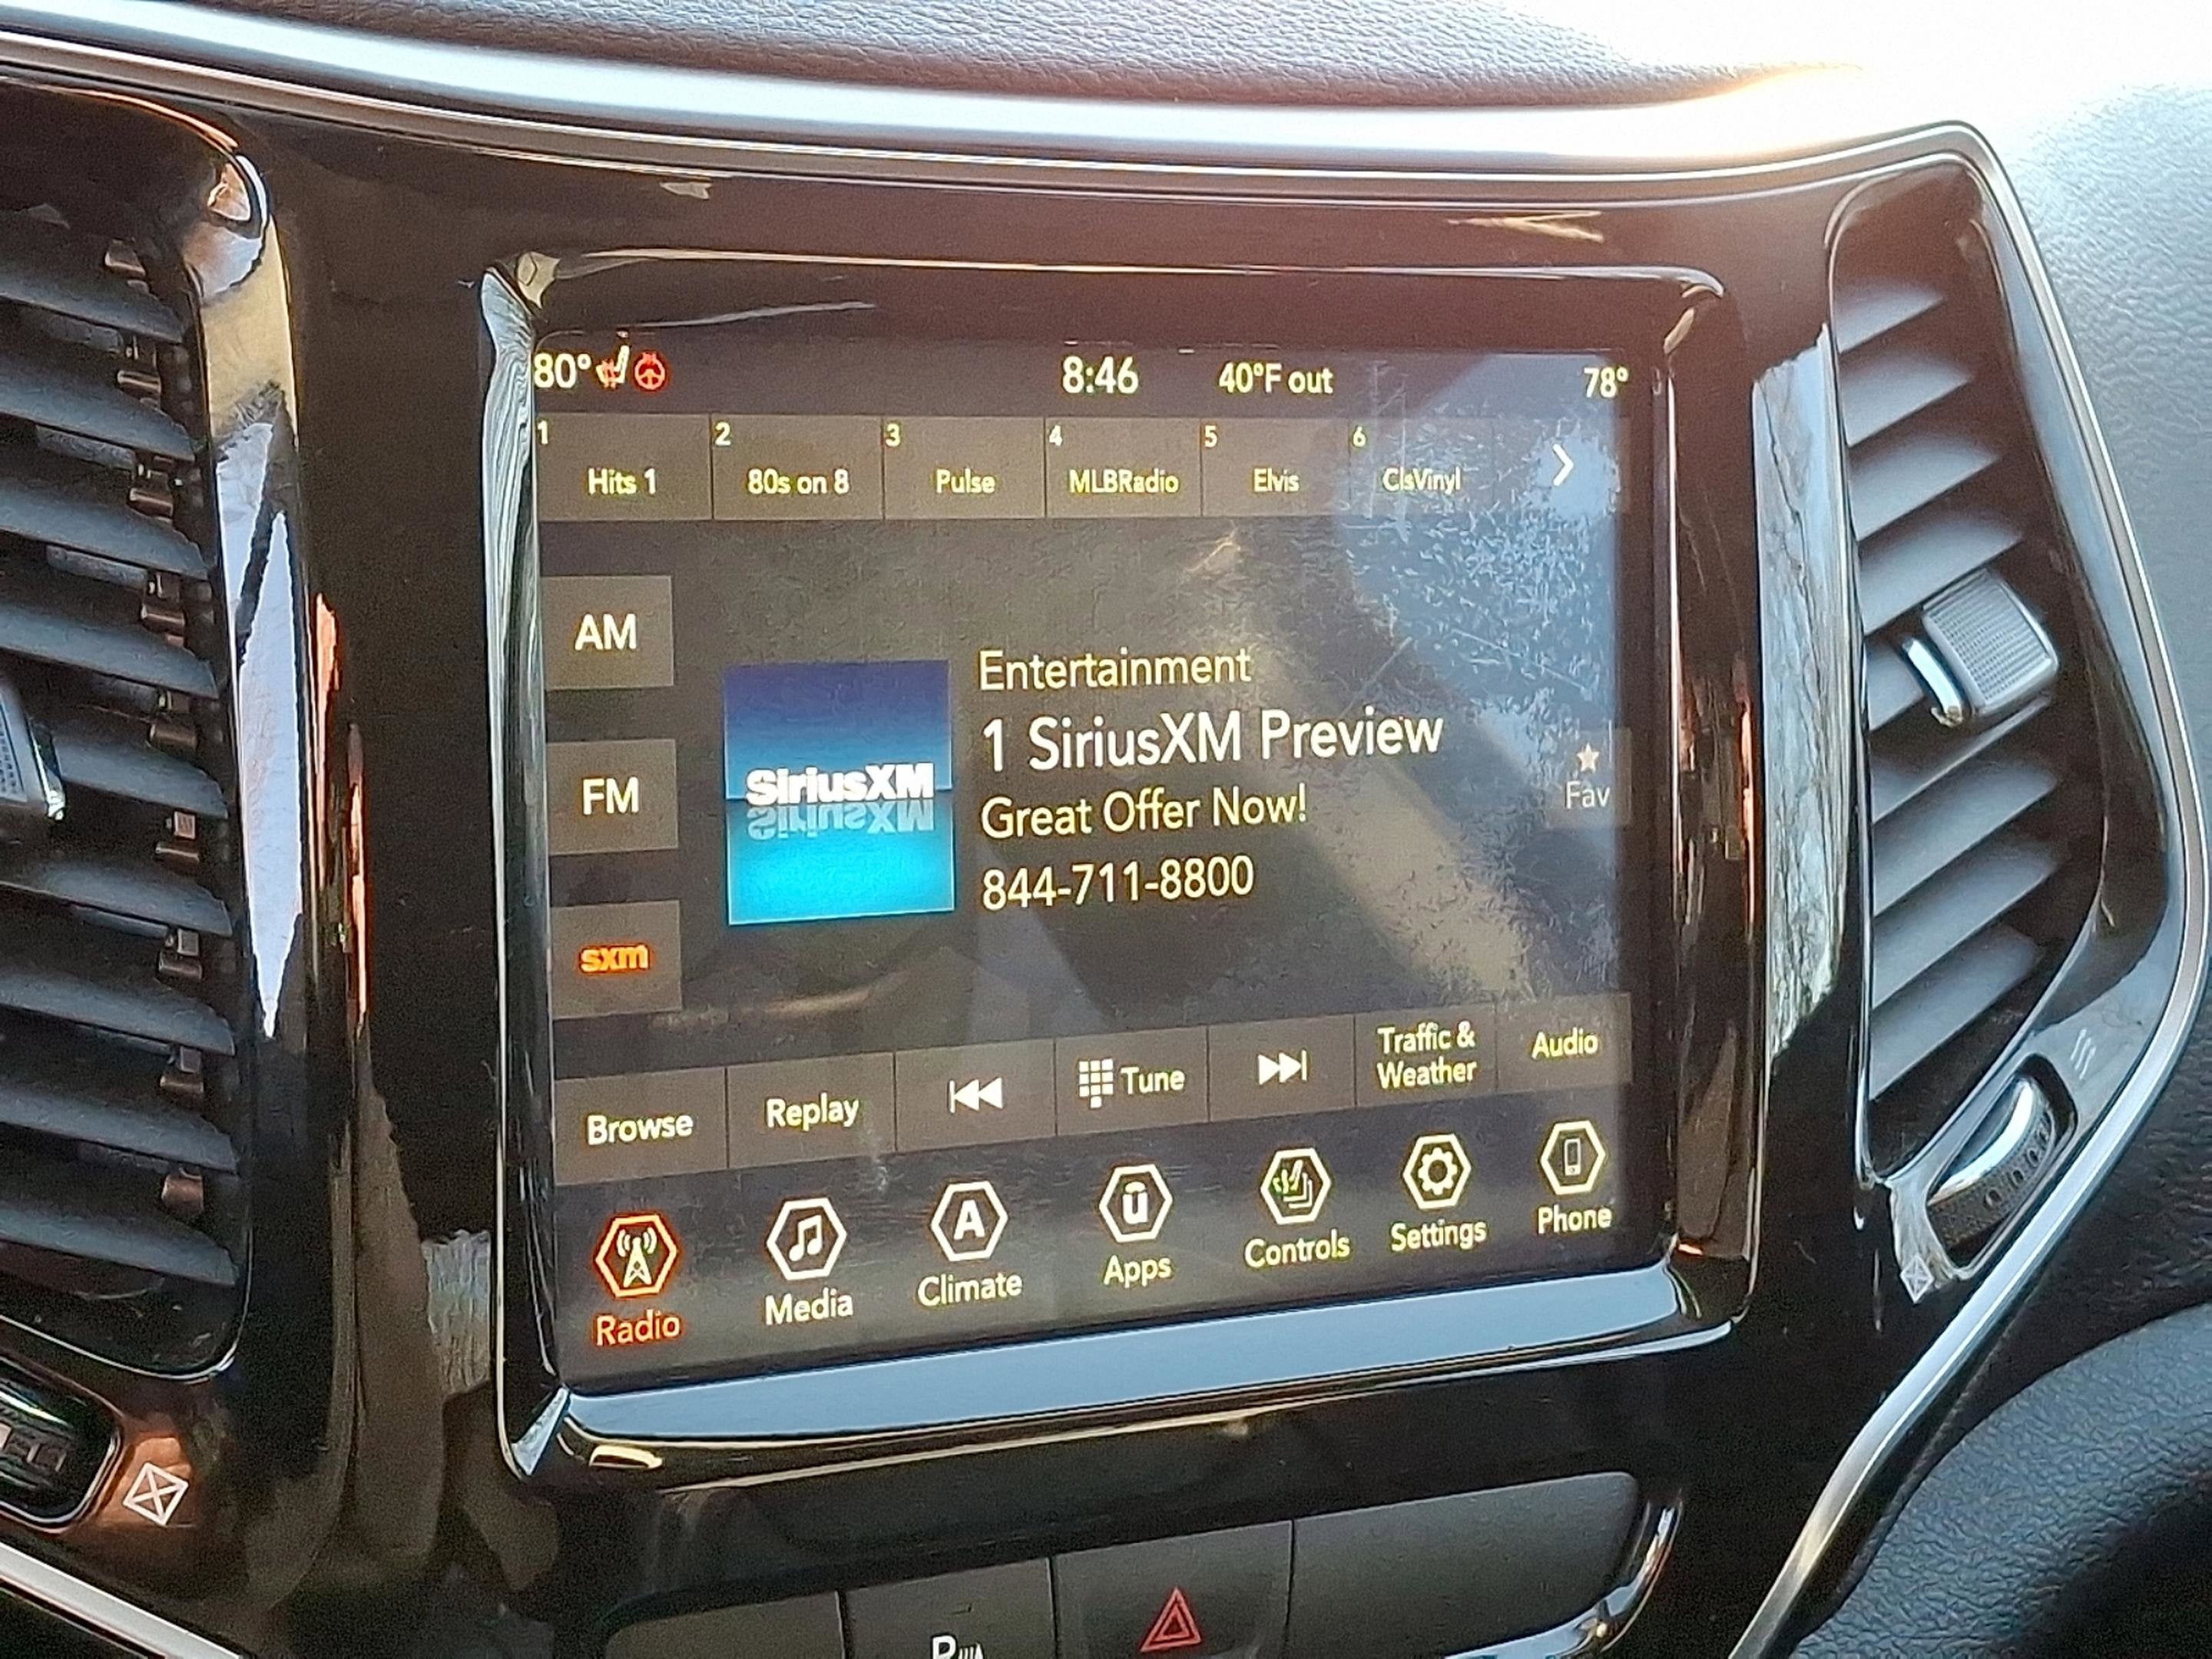 80° 8:46 40°F out 78°
1 2 3 4 5 6
Hits 1 80s on 8 Pulse MLBRadio Elvis ClsVinyl
AM
FM
sxm
SiriusXM
Entertainment
1 SiriusXM Preview
Great Offer Now!
844-711-8800
Fav
Browse Replay Tune Traffic & Weather Audio
Radio Media Climate Apps Controls Settings Phone
P